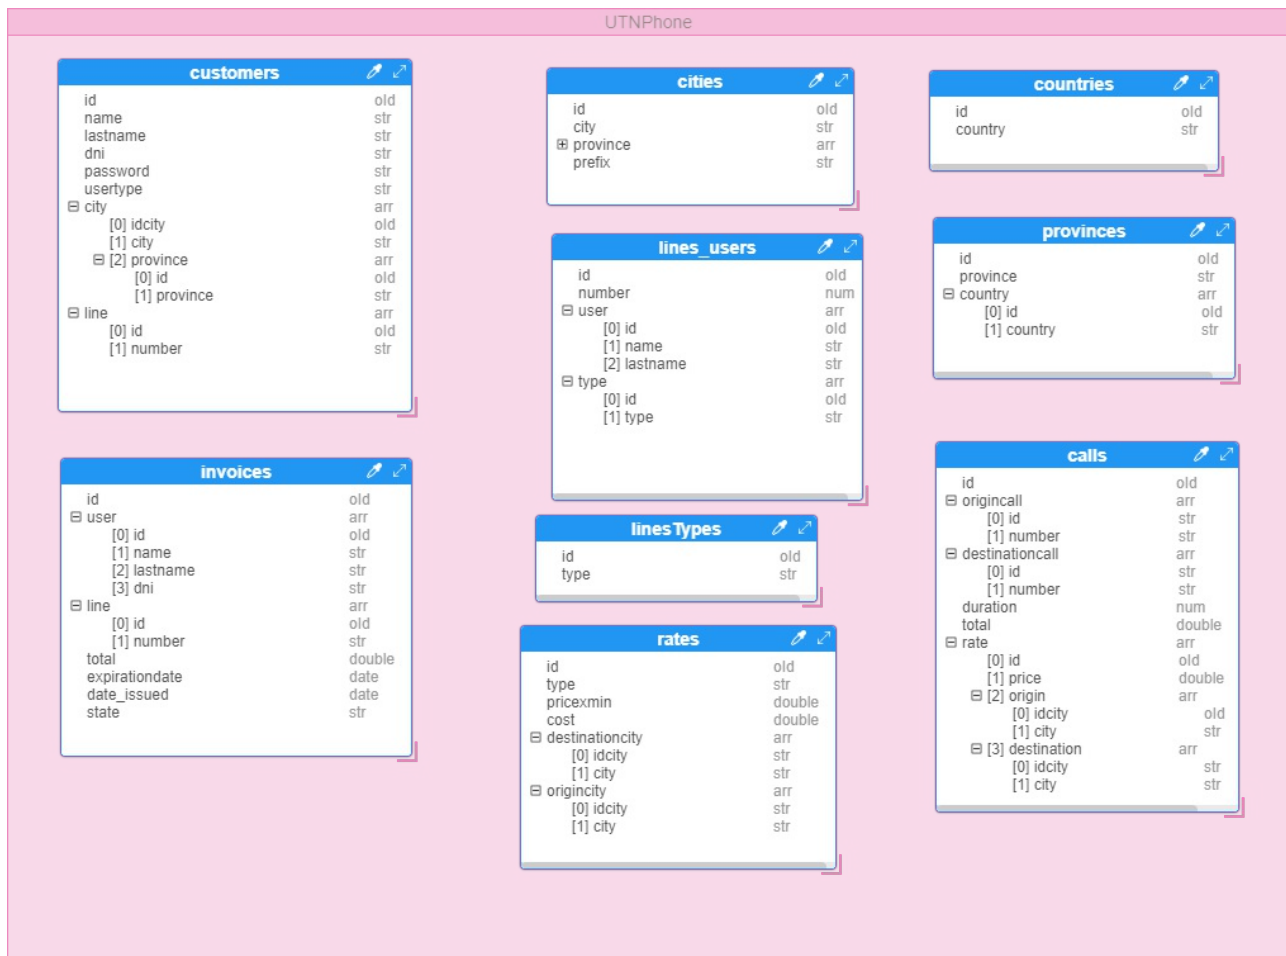 UTNPhone
customers
id old
name str
lastname str
dni str
password str
usertype str
city arr
[0] idcity old
[1] city str
[2] province arr
[0] id old
[1] province str
line arr
[0] id old
[1] number str
cities
id old
city str
province arr
prefix str
countries
id old
country str
lines_users
id old
number num
user arr
[0] id old
[1] name str
[2] lastname str
type arr
[0] id old
[1] type str
provinces
id old
province str
country arr
[0] id old
[1] country str
invoices
id old
user arr
[0] id old
[1] name str
[2] lastname str
[3] dni str
line arr
[0] id old
[1] number str
total double
expirationdate date
date_issued date
state str
linesTypes
id old
type str
rates
id old
type str
pricexmin double
cost double
destinationcity arr
[0] idcity str
[1] city str
origincity arr
[0] idcity str
[1] city str
calls
id old
origincall arr
[0] id str
[1] number str
destinationcall arr
[0] id str
[1] number str
duration num
total double
rate arr
[0] id old
[1] price double
[2] origin arr
[0] idcity old
[1] city str
[3] destination arr
[0] idcity str
[1] city str